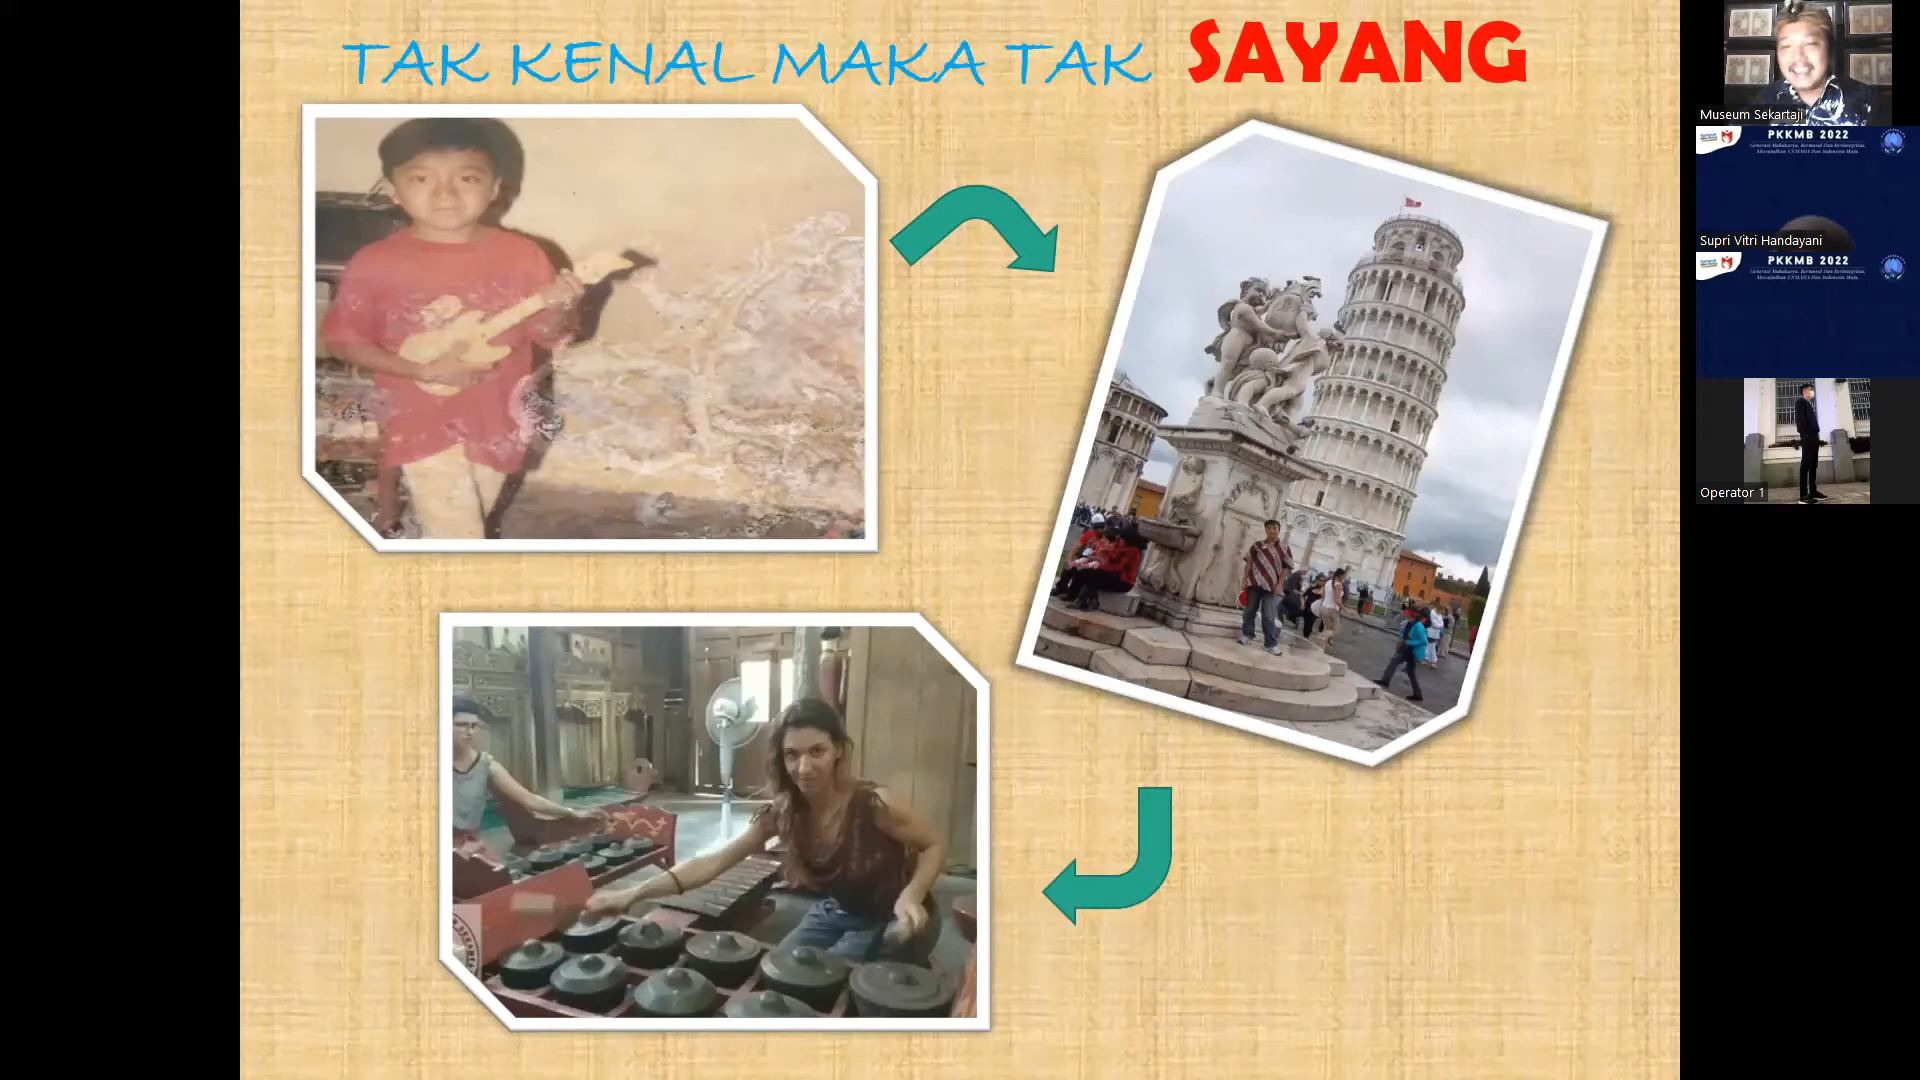 TAK KENAL MAKA TAK SAYANG
Museum Sekartaji
PKKMB 2022
Supri Vitri Handayani
PKKMB 2022
Operator 1